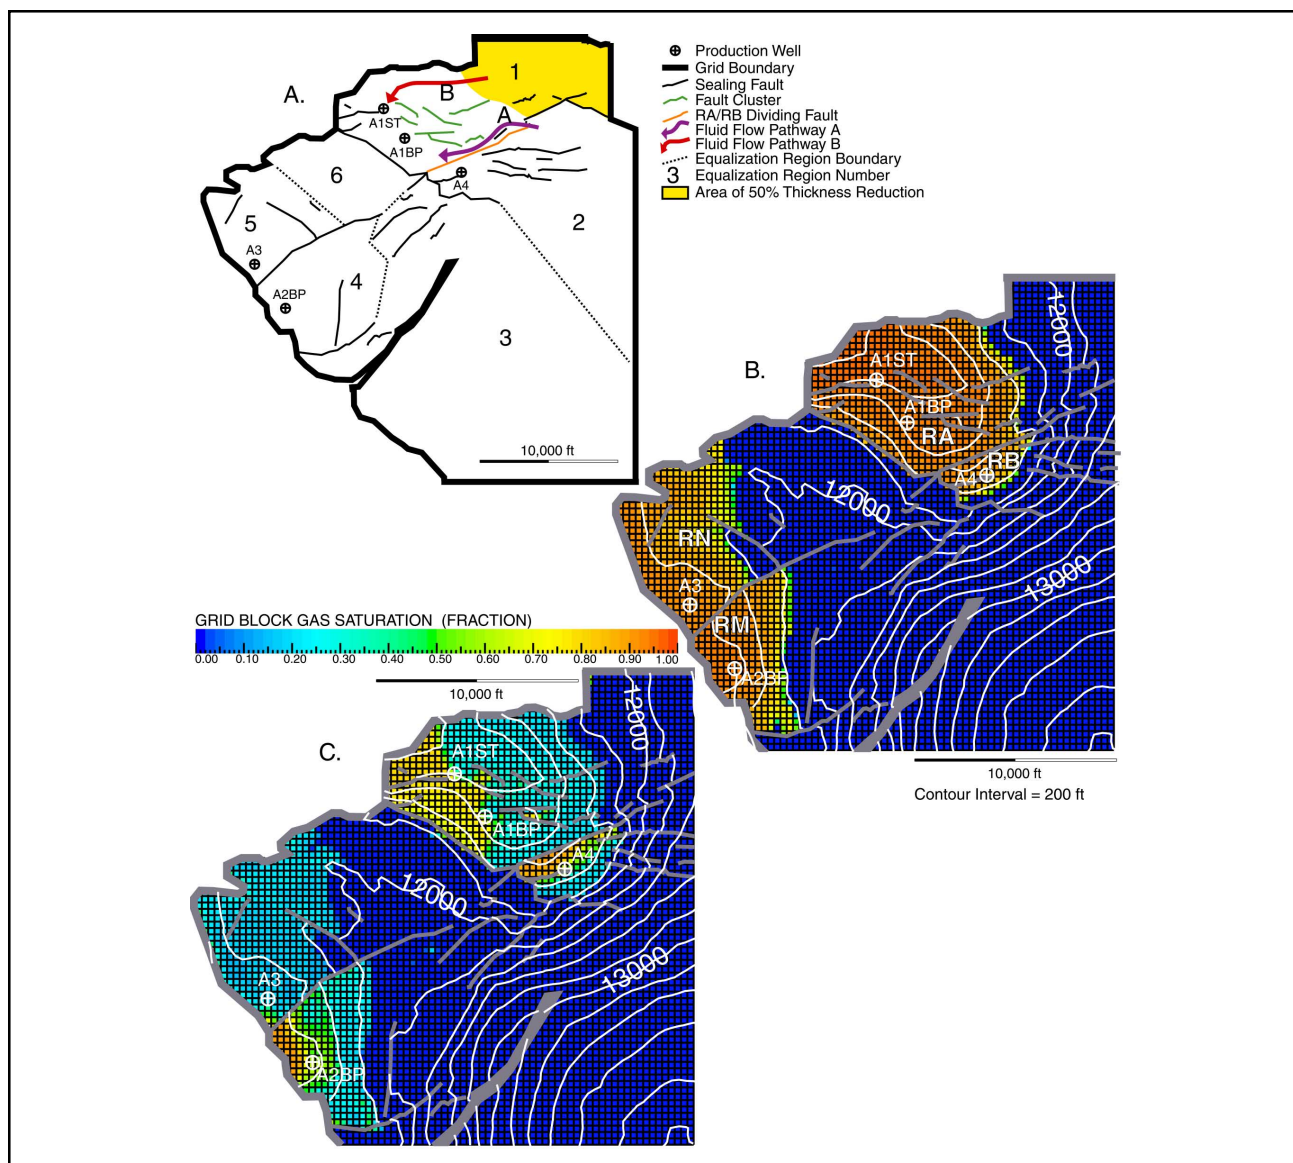 A.
1
B
A
A1ST
A1BP
A4
6
5
2
A3
A2BP
4
3
10,000 ft
Production Well
Grid Boundary
Sealing Fault
Fault Cluster
RA/RB Dividing Fault
Fluid Flow Pathway A
Fluid Flow Pathway B
Equalization Region Boundary
3 Equalization Region Number
Area of 50% Thickness Reduction
B.
12000
A1ST
A1BP
RA
RB
A4
12000
RN
13000
A3
RM
A2BP
10,000 ft
Contour Interval = 200 ft
GRID BLOCK GAS SATURATION (FRACTION)
0.00 0.10 0.20 0.30 0.40 0.50 0.60 0.70 0.80 0.90 1.00
10,000 ft
C.
12000
A1ST
A1BP
A4
12000
13000
A3
A2BP